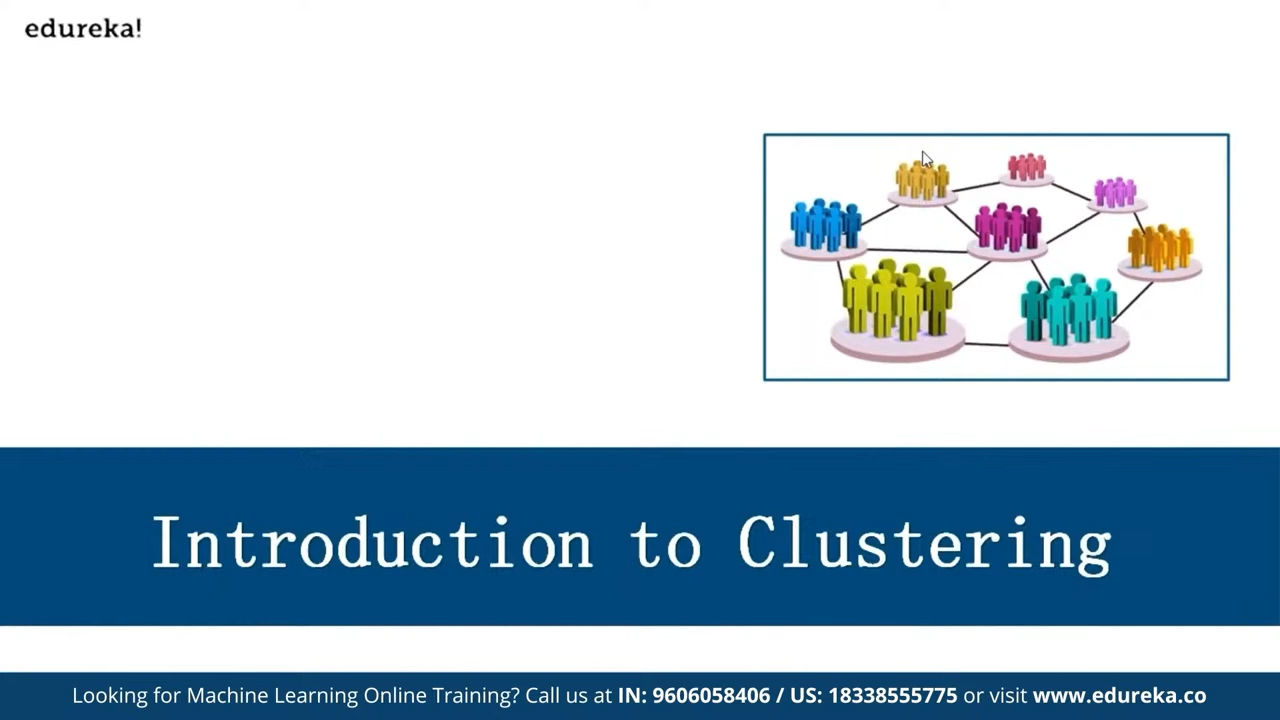 edureka!
Introduction to Clustering
Looking for Machine Learning Online Training? Call us at IN: 9606058406 / US: 18338555775 or visit www.edureka.co